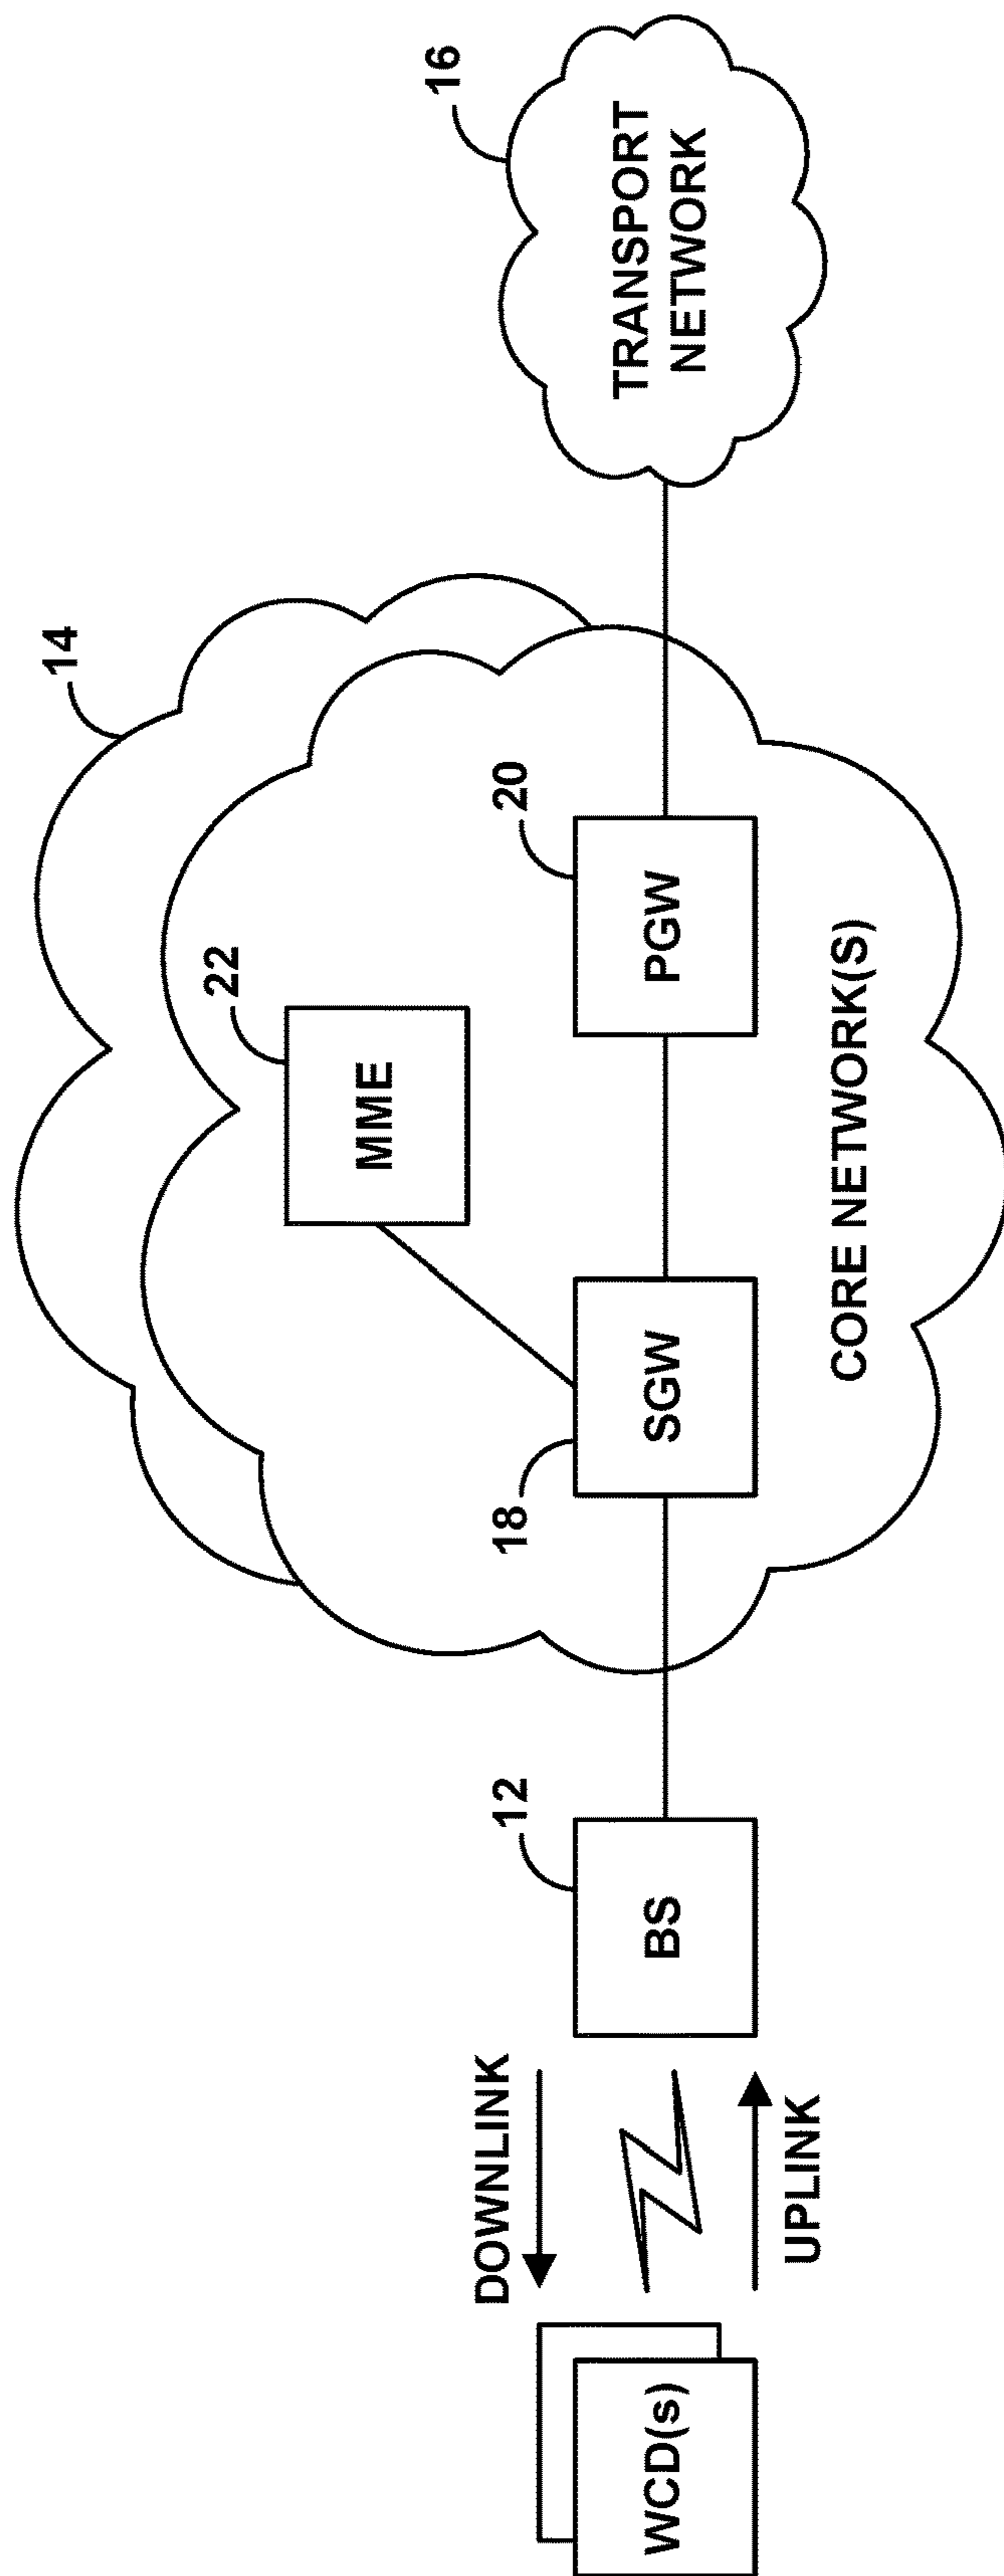 14
16
22
MME
20
PGW
18
SGW
12
BS
DOWNLINK
UPLINK
WCD(s)
CORE NETWORK(S)
TRANSPORT
NETWORK